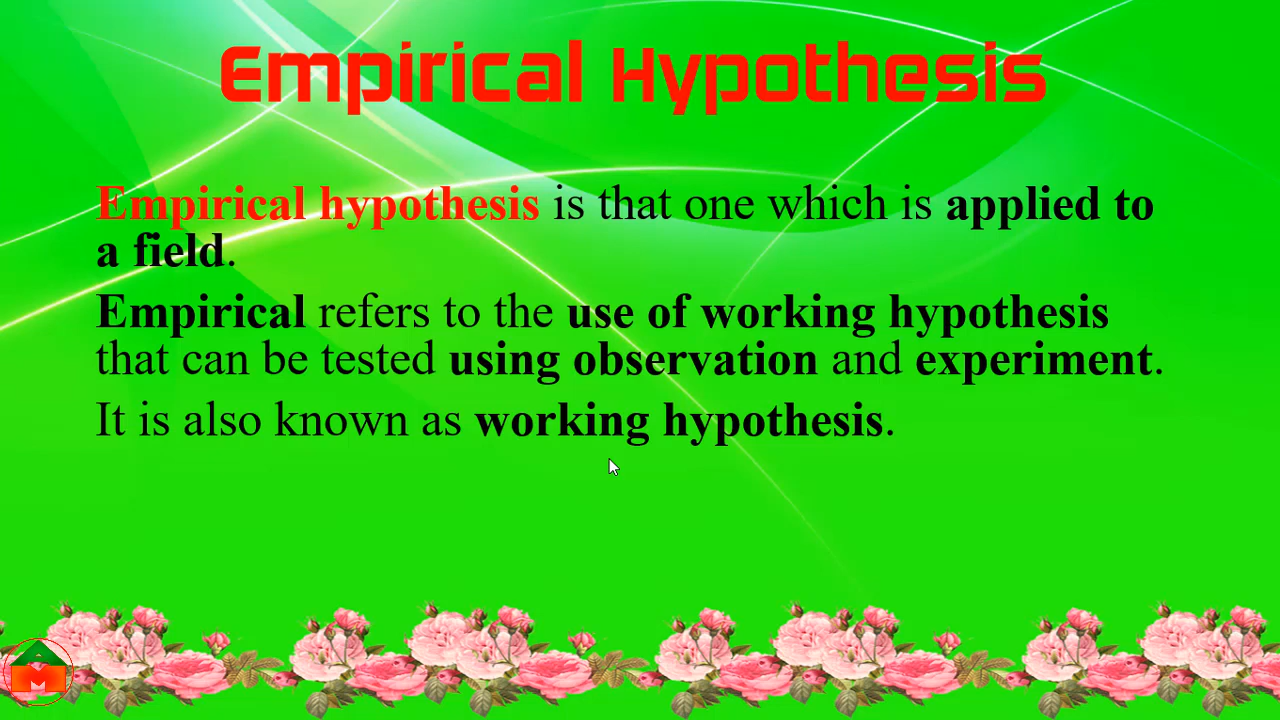 Empirical Hypothesis
Empirical hypothesis is that one which is applied to
a field.
Empirical refers to the use of working hypothesis
that can be tested using observation and experiment.
It is also known as working hypothesis.
M